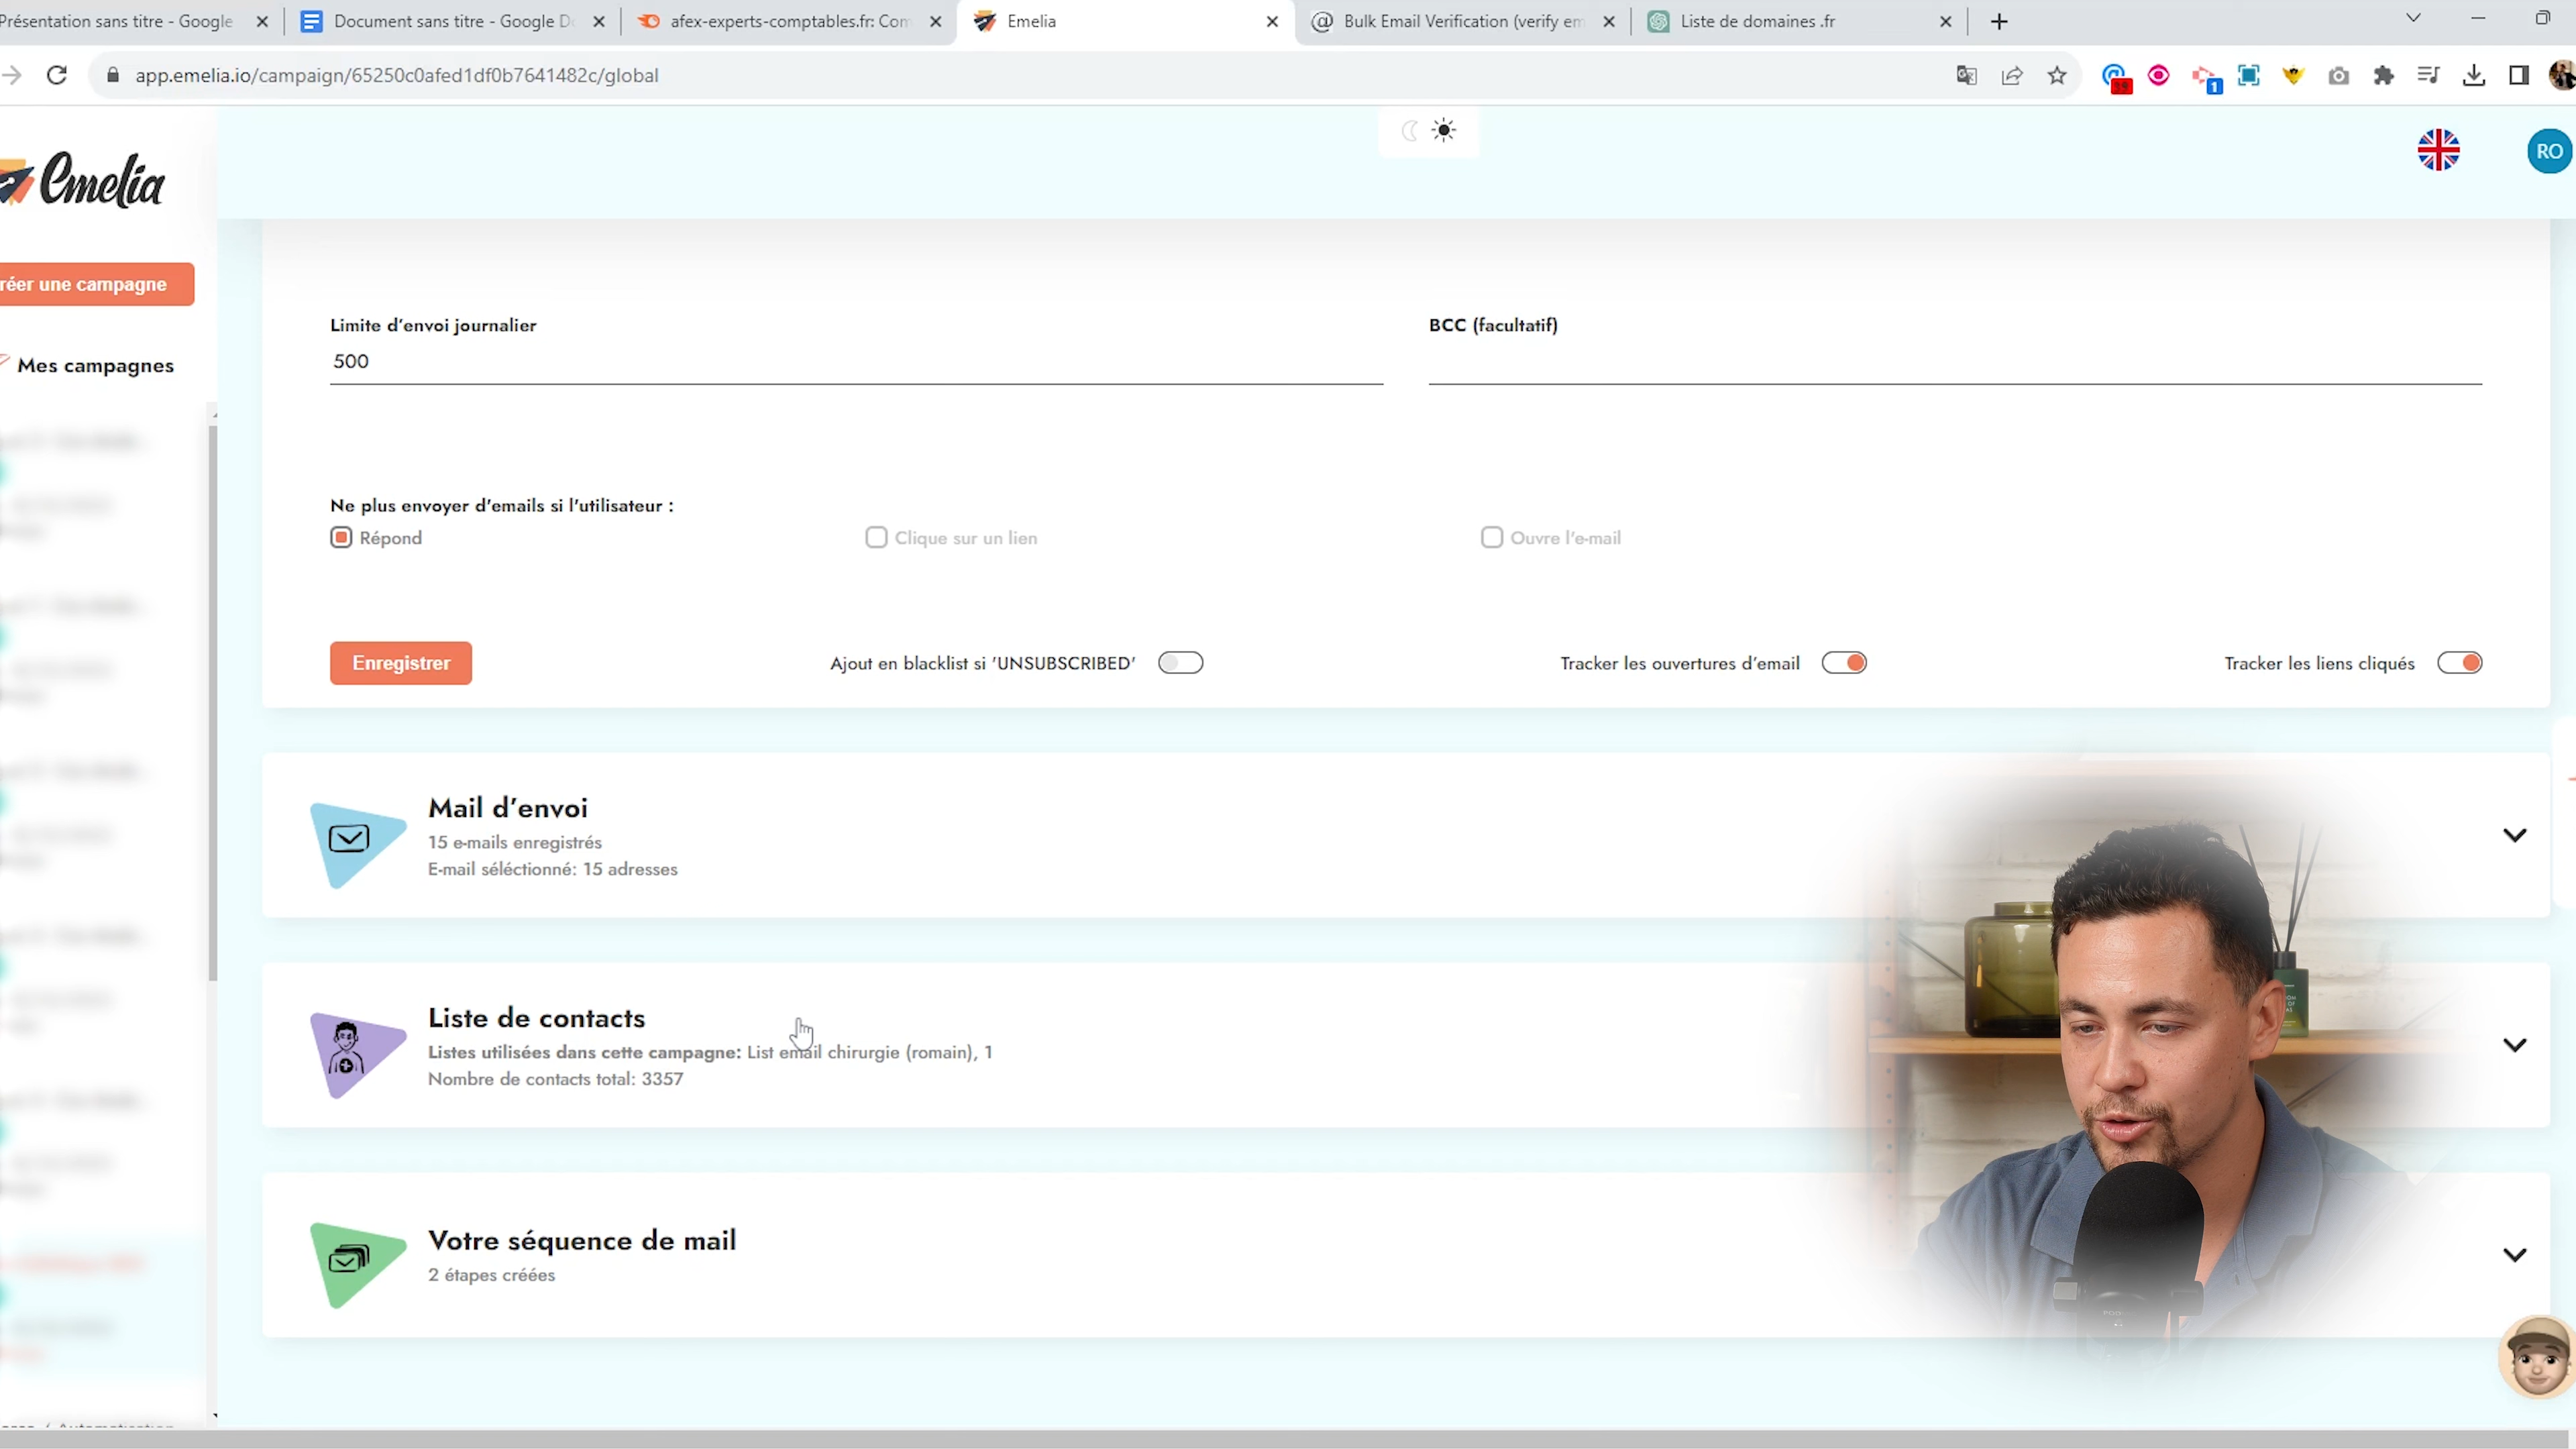 Présentation sans titre - Google
Document sans titre - Google Do
afex-experts-comptables.fr: Com
Emelia
Bulk Email Verification (verify em
Liste de domaines .fr
app.emelia.io/campaign/65250c0afed1df0b7641482c/global
1
Emelia
RO
réer une campagne
Mes campagnes
Limite d'envoi journalier
500
BCC (facultatif)
Ne plus envoyer d'emails si l'utilisateur :
Répond
Clique sur un lien
Ouvre l'e-mail
Enregistrer
Ajout en blacklist si 'UNSUBSCRIBED'
Tracker les ouvertures d'email
Tracker les liens cliqués
Mail d'envoi
15 e-mails enregistrés
E-mail séléctionné: 15 adresses
Liste de contacts
Listes utilisées dans cette campagne: List email chirurgie (romain), 1
Nombre de contacts total: 3357
Votre séquence de mail
2 étapes créées